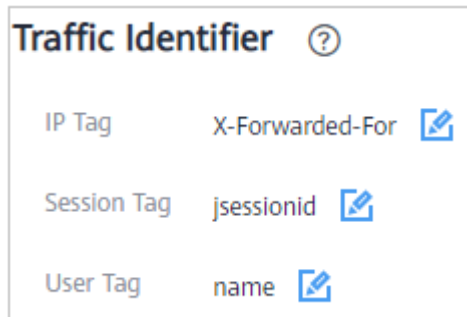 Traffic Identifier ?
IP Tag X-Forwarded-For
Session Tag jsessionid
User Tag name